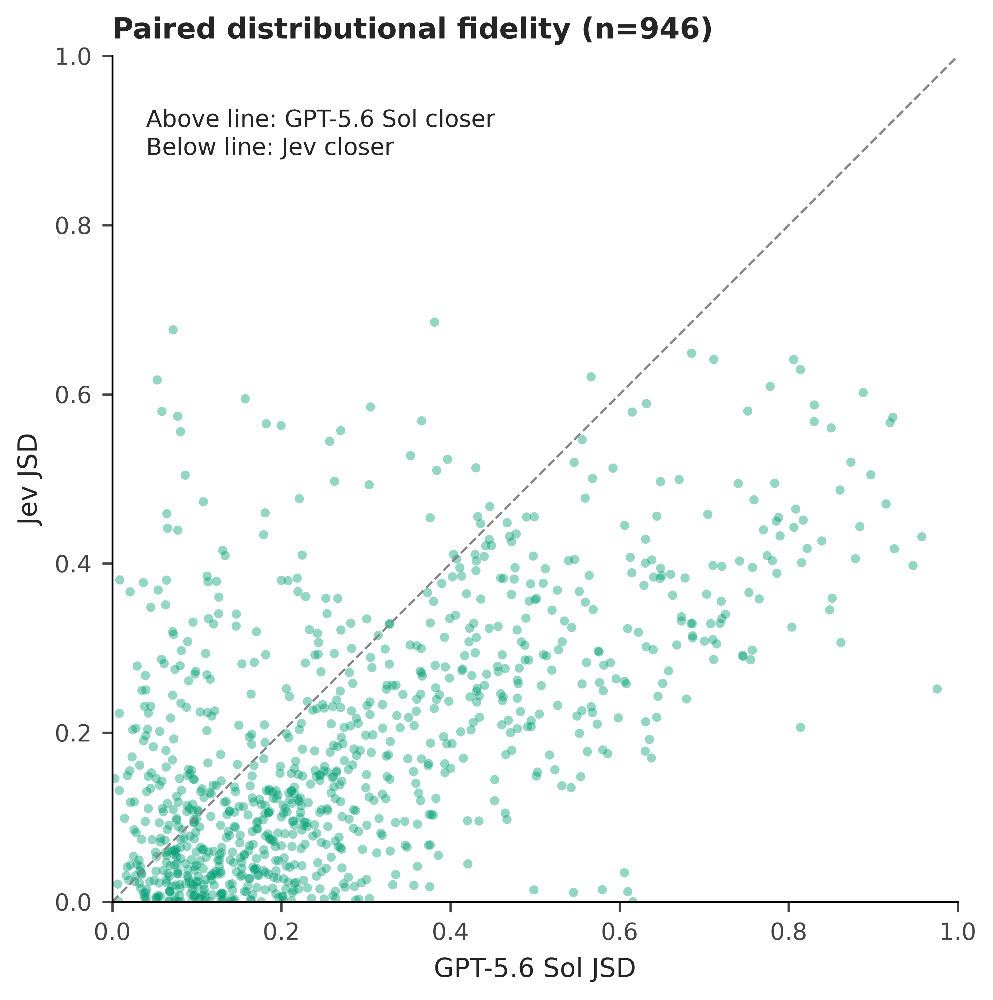 Paired distributional fidelity (n=946)
1.0
0.8
0.6
0.4
0.2
0.0
Above line: GPT-5.6 Sol closer
Below line: Jev closer
Jev JSD
0.0 0.2 0.4 0.6 0.8 1.0
GPT-5.6 Sol JSD